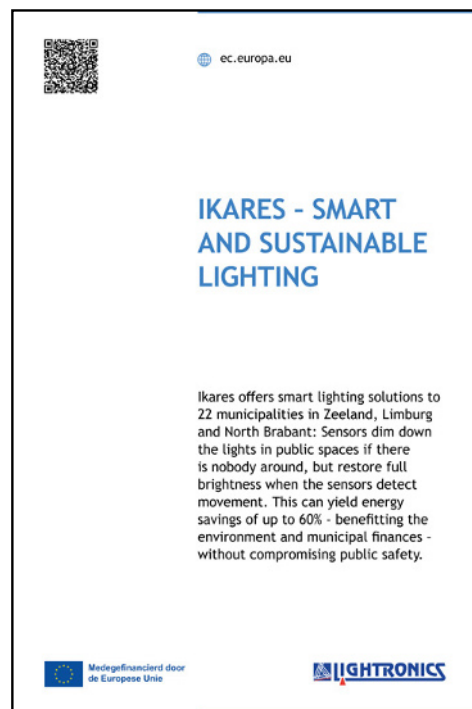 ec.europa.eu
IKARES – SMART
AND SUSTAINABLE
LIGHTING
Ikares offers smart lighting solutions to
22 municipalities in Zeeland, Limburg
and North Brabant: Sensors dim down
the lights in public spaces if there
is nobody around, but restore full
brightness when the sensors detect
movement. This can yield energy
savings of up to 60% - benefitting the
environment and municipal finances -
without compromising public safety.
Medegefinancierd door
de Europese Unie
LIGHTRONICS